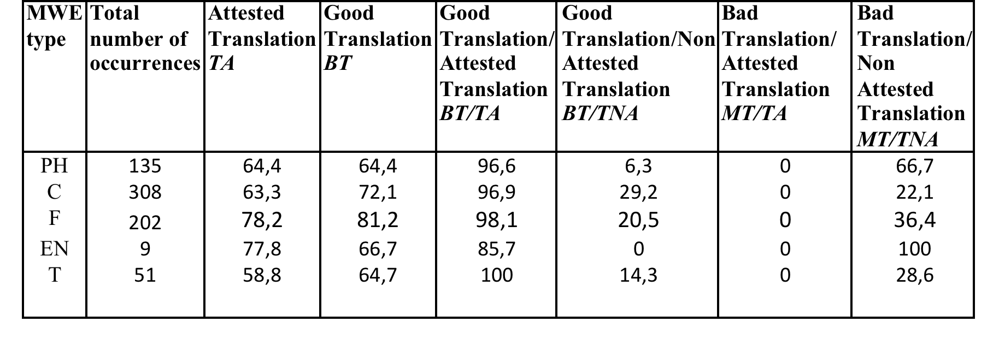 MWE Total Attested Good Good Good Bad Bad
type number of Translation Translation Translation/ Translation/Non Translation/ Translation/
occurrences TA BT Attested Attested Attested Non
Translation Translation Translation Attested
BT/TA BT/TNA MT/TA Translation
MT/TNA
PH 135 64,4 64,4 96,6 6,3 0 66,7
C 308 63,3 72,1 96,9 29,2 0 22,1
F 202 78,2 81,2 98,1 20,5 0 36,4
EN 9 77,8 66,7 85,7 0 0 100
T 51 58,8 64,7 100 14,3 0 28,6